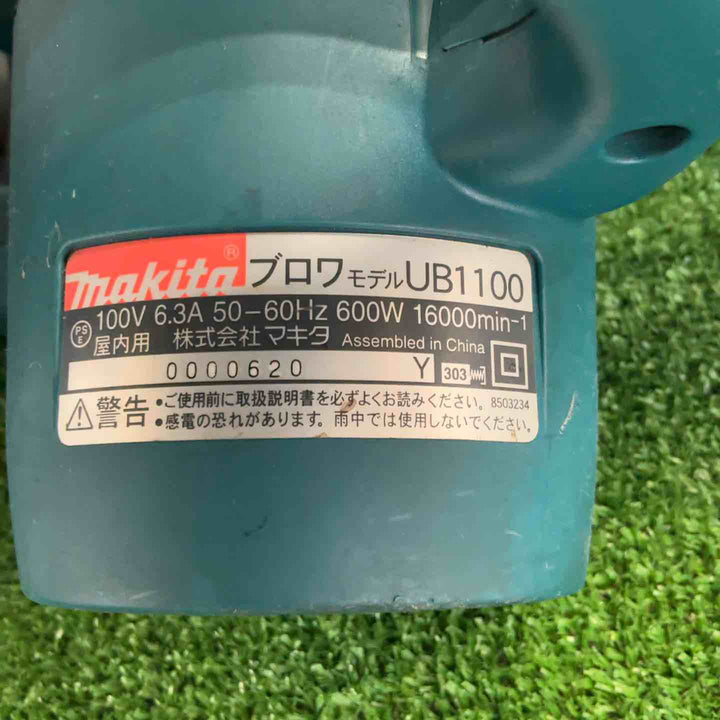 makita® ブロワ モデル UB1100
PSE 100V 6.3A 50-60Hz 600W 16000min-1
屋内用 株式会社 マキタ Assembled in China
0000620 Y 303
⚠警告 •ご使用前に取扱説明書を必ずよくお読みください。 8503234
•感電の恐れがあります。雨中では使用しないでください。